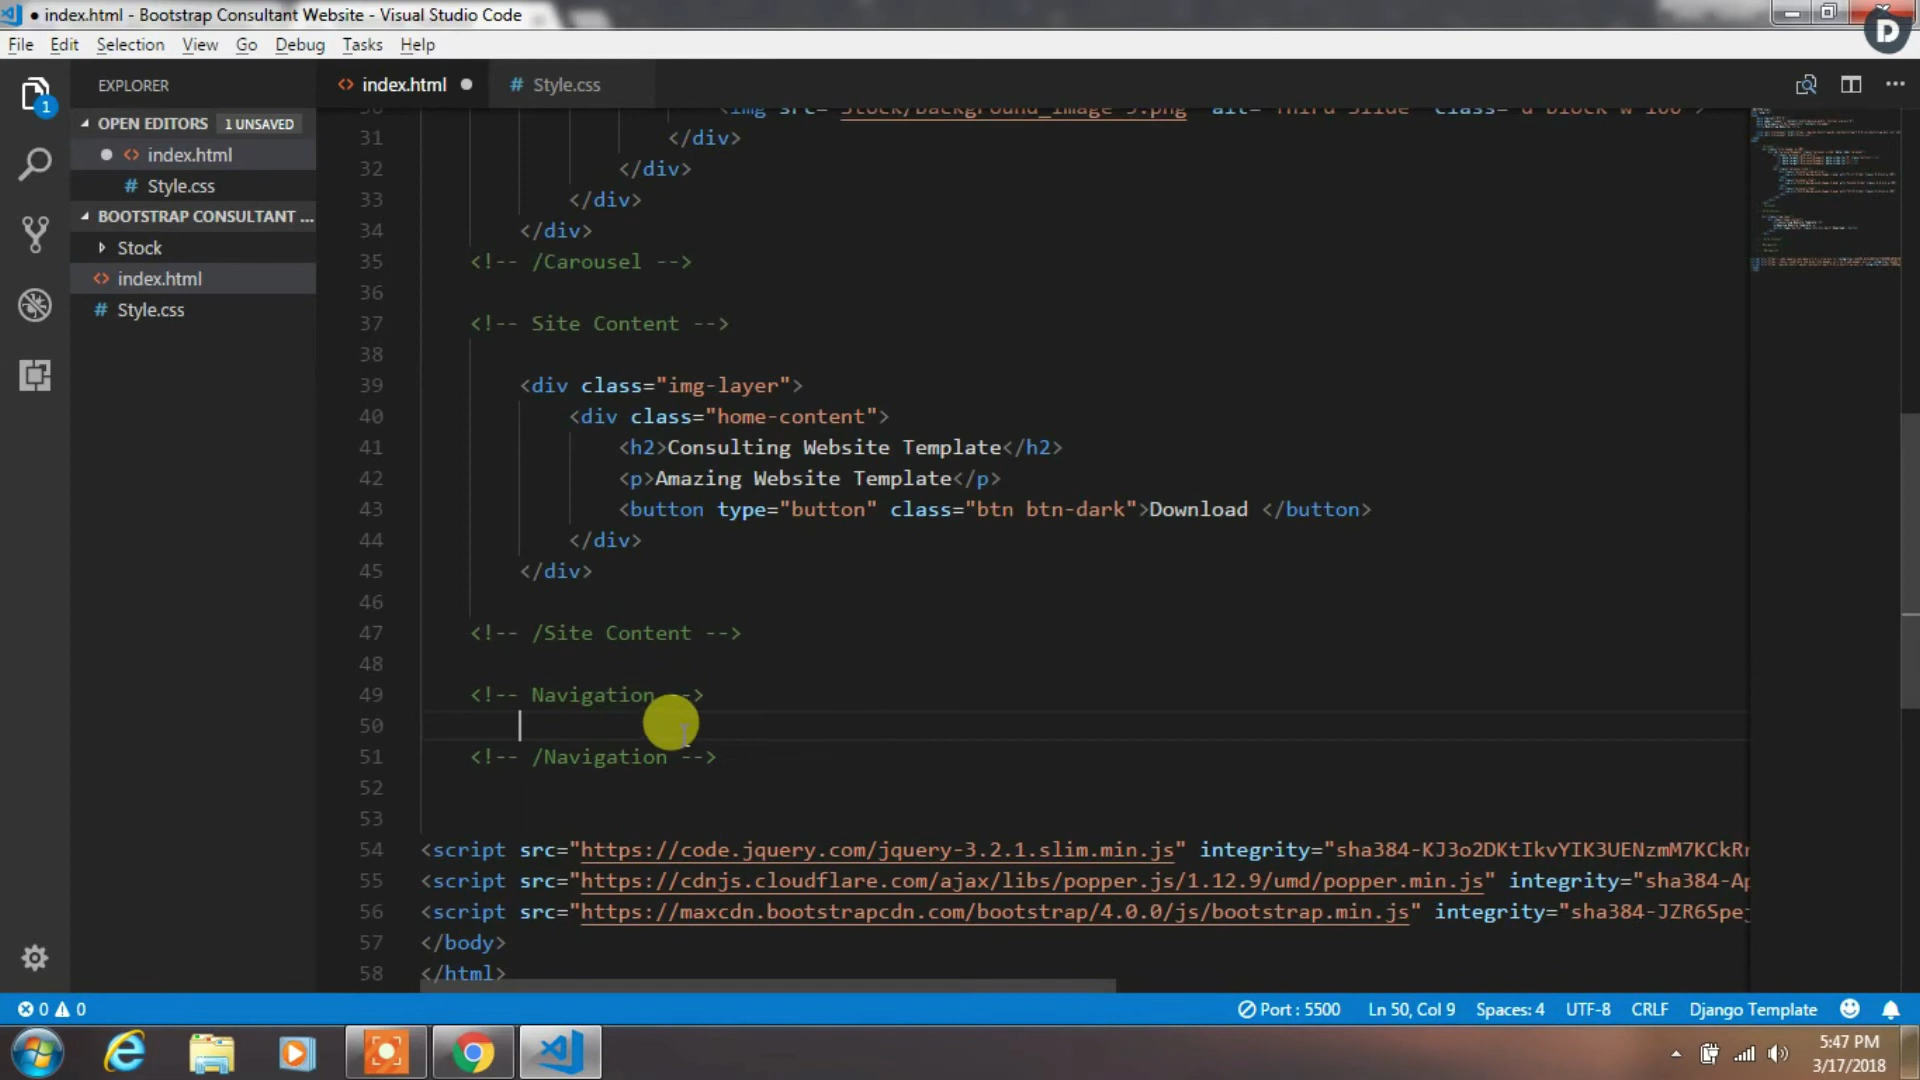 index.html - Bootstrap Consultant Website - Visual Studio Code
File Edit Selection View Go Debug Tasks Help
EXPLORER
index.html
# Style.css
1
OPEN EDITORS 1 UNSAVED
index.html
# Style.css
BOOTSTRAP CONSULTANT ...
Stock
index.html
# Style.css
31 </div>
32 </div>
33 </div>
34 </div>
35 <!-- /Carousel -->
36
37 <!-- Site Content -->
38
39 <div class="img-layer">
40 <div class="home-content">
41 <h2>Consulting Website Template</h2>
42 <p>Amazing Website Template</p>
43 <button type="button" class="btn btn-dark">Download </button>
44 </div>
45 </div>
46
47 <!-- /Site Content -->
48
49 <!-- Navigation -->
50
51 <!-- /Navigation -->
52
53
54 <script src="https://code.jquery.com/jquery-3.2.1.slim.min.js" integrity="sha384-KJ3o2DKtIkvYIK3UENzmM7KCkRr
55 <script src="https://cdnjs.cloudflare.com/ajax/libs/popper.js/1.12.9/umd/popper.min.js" integrity="sha384-Ap
56 <script src="https://maxcdn.bootstrapcdn.com/bootstrap/4.0.0/js/bootstrap.min.js" integrity="sha384-JZR6Spej
57 </body>
58 </html>
0 0 Port : 5500 Ln 50, Col 9 Spaces: 4 UTF-8 CRLF Django Template
5:47 PM
3/17/2018